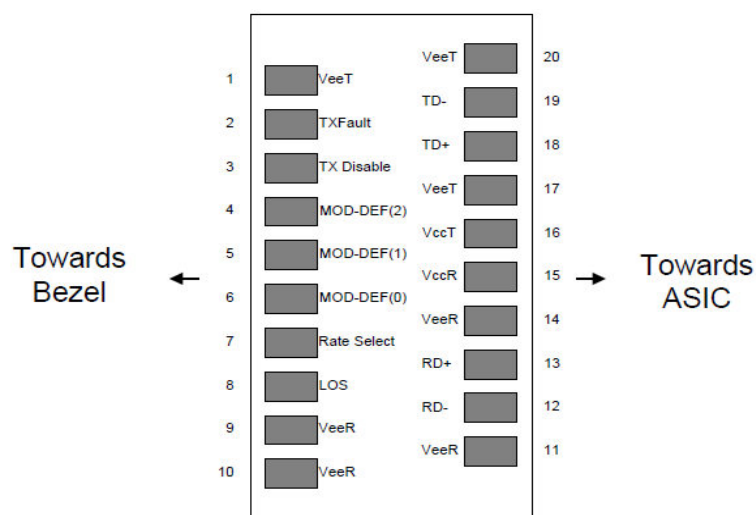 VeeT 20
1 VeeT
TD- 19
2 TXFault
TD+ 18
3 TX Disable
VeeT 17
4 MOD-DEF(2)
VccT 16
5 MOD-DEF(1)
Towards
Bezel
Towards
ASIC
VccR 15
6 MOD-DEF(0)
VeeR 14
7 Rate Select
RD+ 13
8 LOS
RD- 12
9 VeeR
VeeR 11
10 VeeR